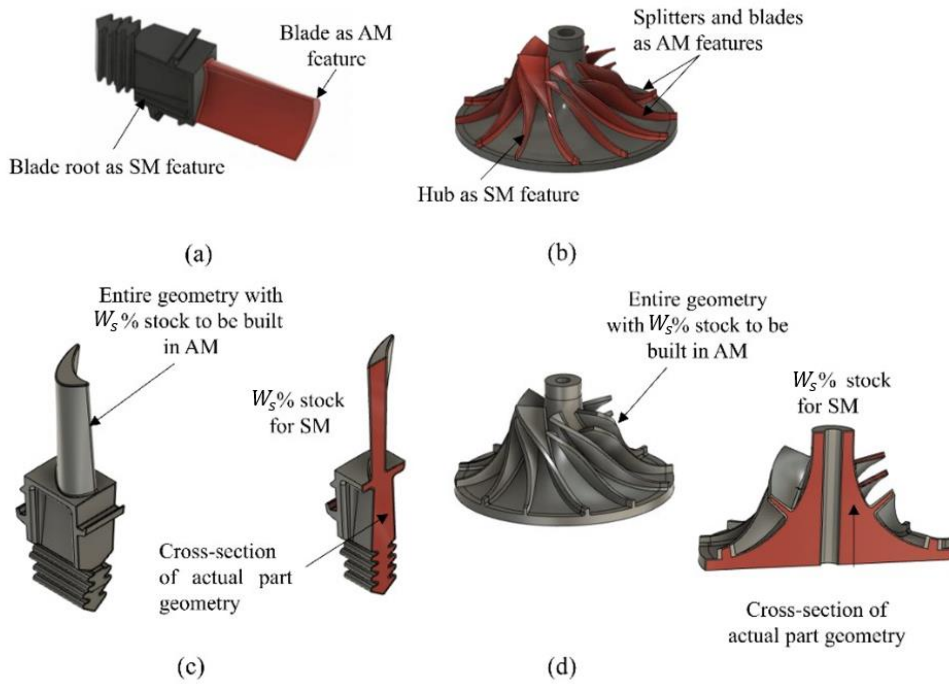 Blade as AM
feature
Blade root as SM feature
(a)
Splitters and blades
as AM features
Hub as SM feature
(b)
Entire geometry with
Wₛ% stock to be built
in AM
Wₛ% stock
for SM
Cross-section
of actual part
geometry
(c)
Entire geometry
with Wₛ% stock to be
built in AM
Wₛ% stock
for SM
Cross-section of
actual part geometry
(d)